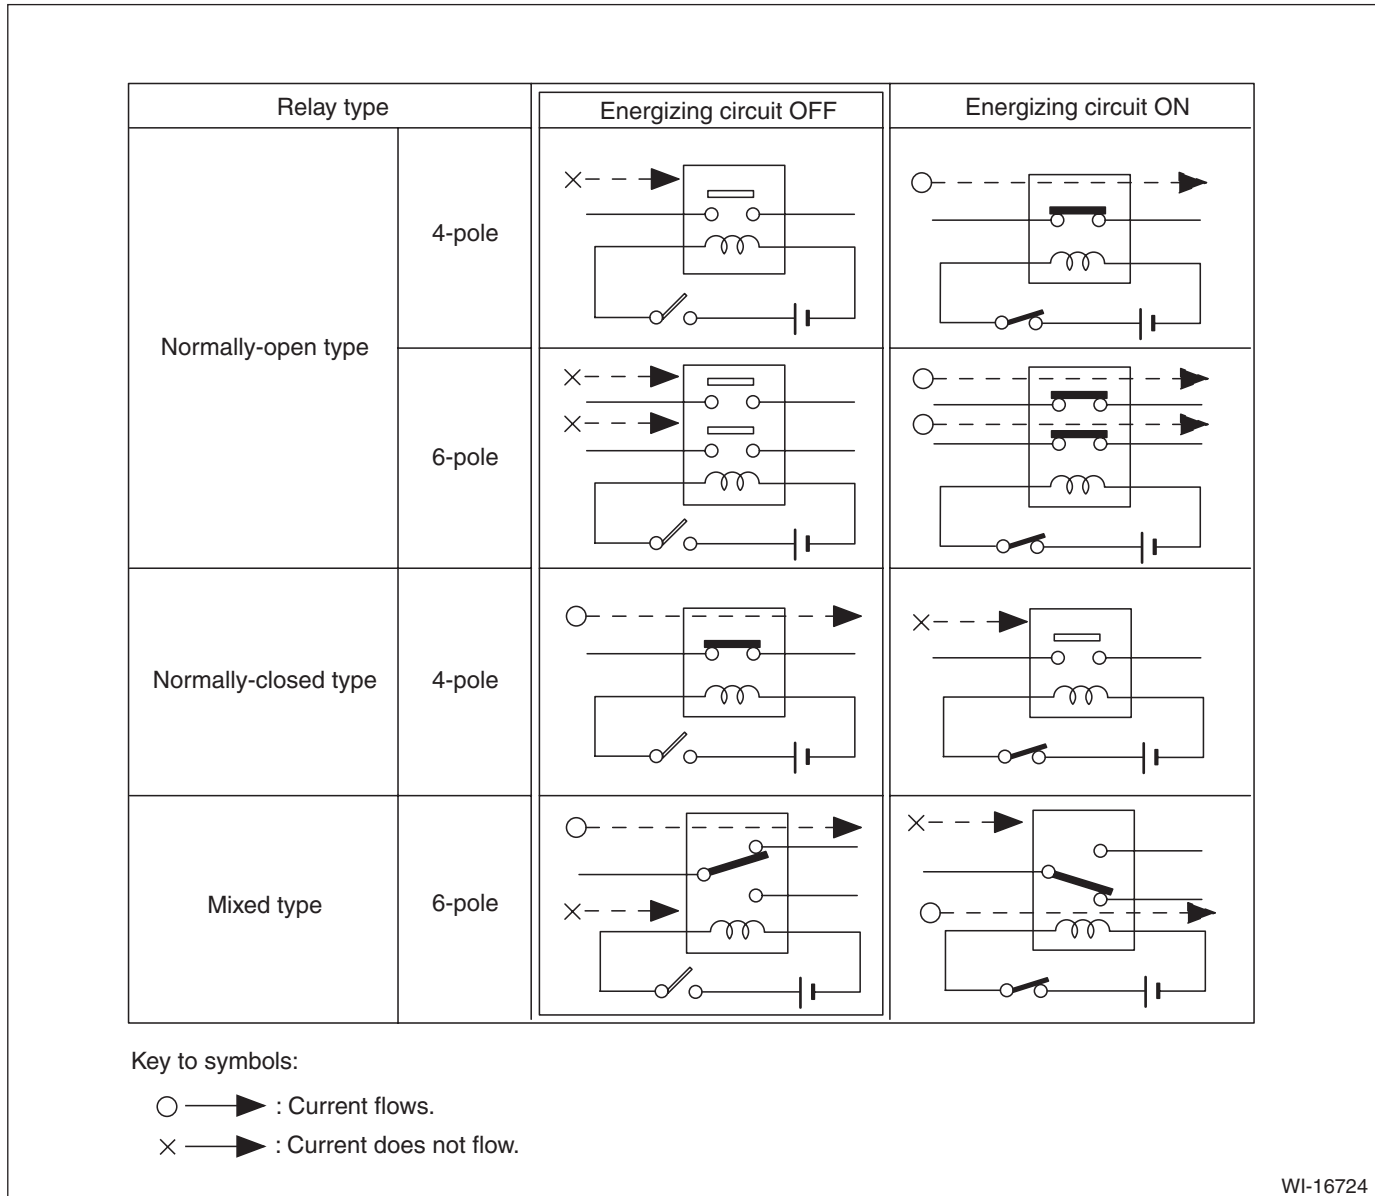 Relay type
Energizing circuit OFF
Energizing circuit ON
Normally-open type
4-pole
6-pole
Normally-closed type
4-pole
Mixed type
6-pole
Key to symbols:
: Current flows.
: Current does not flow.
WI-16724